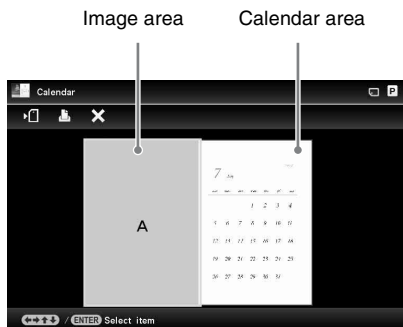 Image area Calendar area
Calendar P
A
7 July
1 2 3 4
5 6 7 8 9 10 11
12 13 14 15 16 17 18
19 20 21 22 23 24 25
26 27 28 29 30 31
/ ENTER Select item